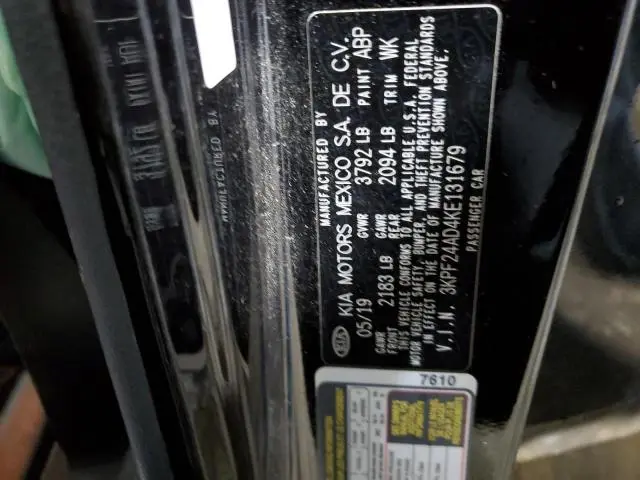 MANUFACTURED BY
KIA KIA MOTORS MEXICO S.A. DE C.V.
05/19 GVWR 3792 LB PAINT ABP
GAWR FRONT 2183 LB GAWR REAR 2094 LB TRIM WK
THIS VEHICLE CONFORMS TO ALL APPLICABLE U.S.A. FEDERAL
MOTOR VEHICLE SAFETY, BUMPER, AND THEFT PREVENTION STANDARDS
IN EFFECT ON THE DATE OF MANUFACTURE SHOWN ABOVE.
V.I.N. 3KPF24AD4KE131679
PASSENGER CAR
7610